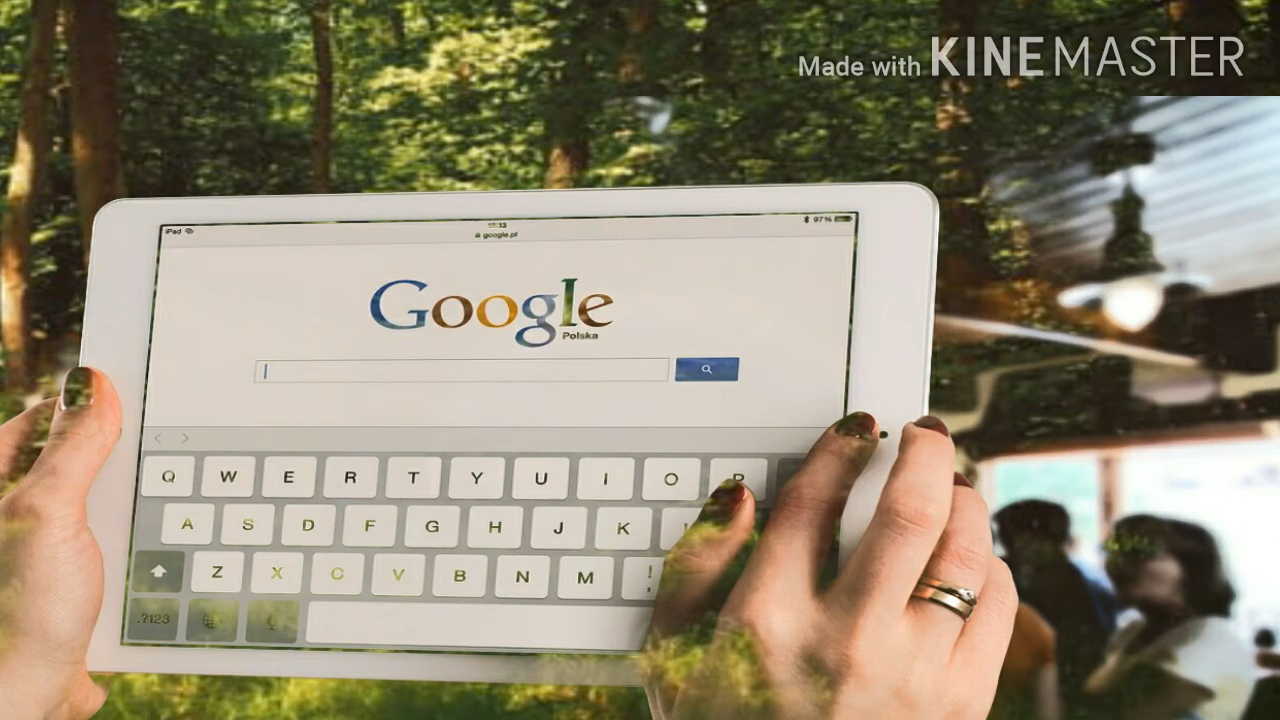 Made with KINEMASTER
iPad
11:13
97%
google.pl
Google
Polska
Q W E R T Y U I O P
A S D F G H J K
Z X C V B N M ! ,
.?123